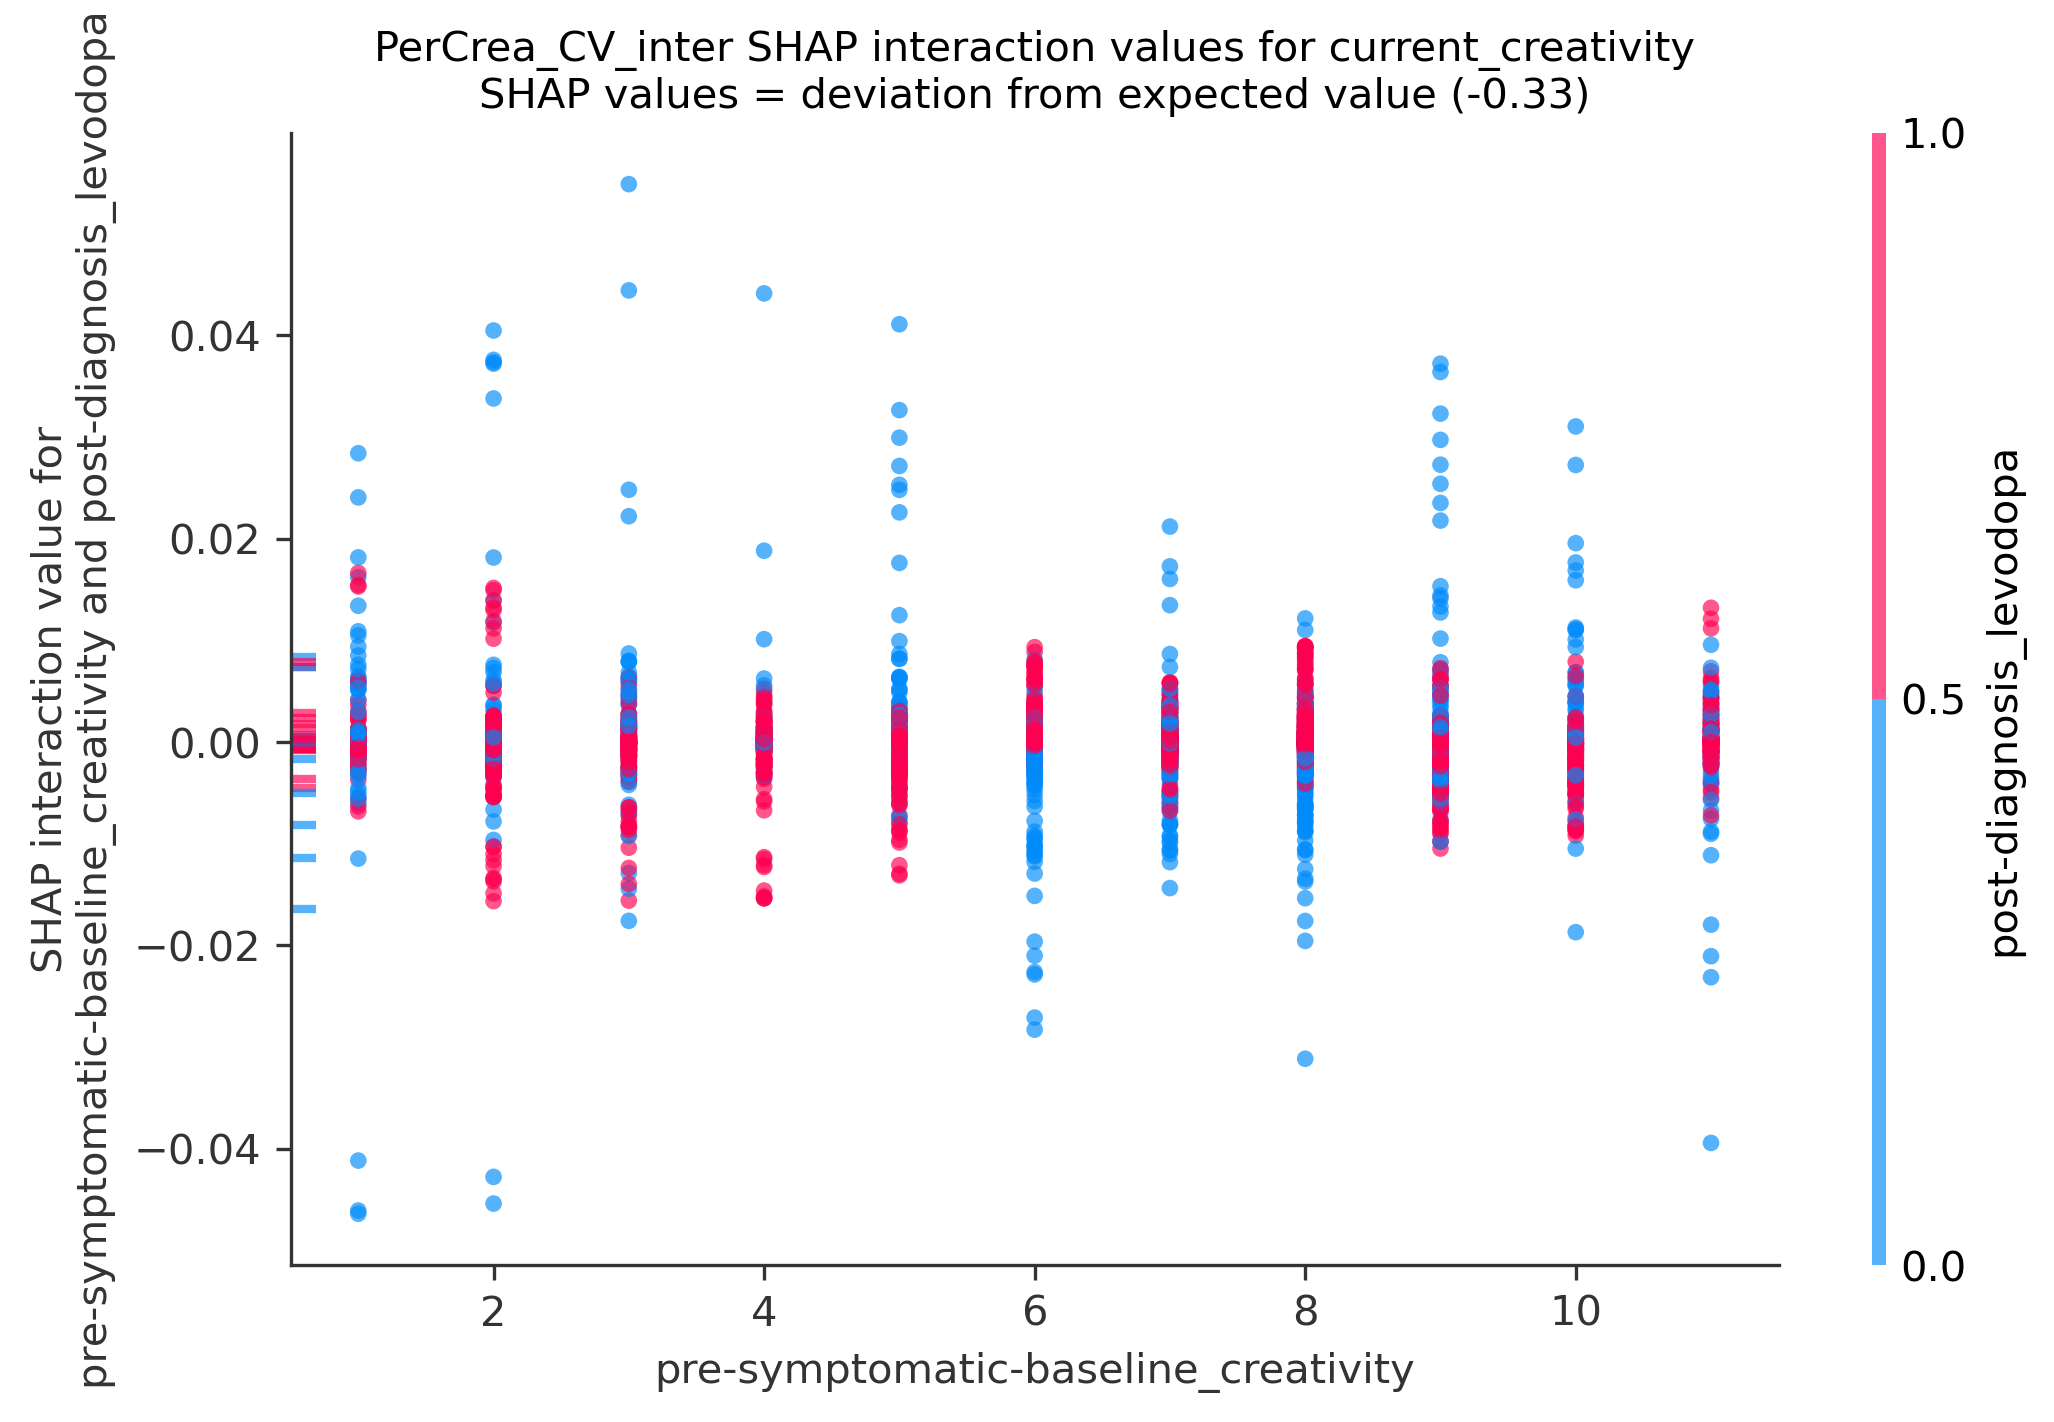 PerCrea_CV_inter SHAP interaction values for current_creativity
SHAP values = deviation from expected value (-0.33)
SHAP interaction value for
pre-symptomatic-baseline_creativity and post-diagnosis_levodopa
0.04
0.02
0.00
−0.02
−0.04
2
4
6
8
10
pre-symptomatic-baseline_creativity
1.0
0.5
0.0
post-diagnosis_levodopa